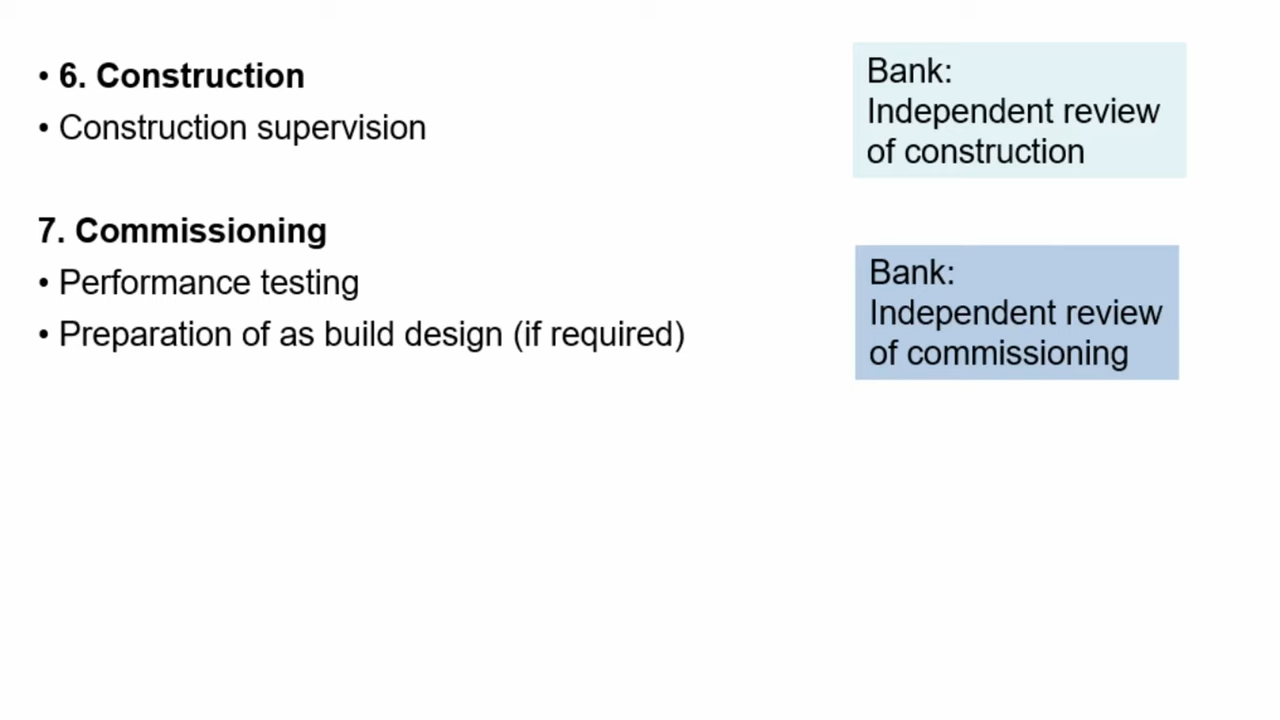 • 6. Construction
• Construction supervision
Bank:
Independent review
of construction
7. Commissioning
• Performance testing
• Preparation of as build design (if required)
Bank:
Independent review
of commissioning